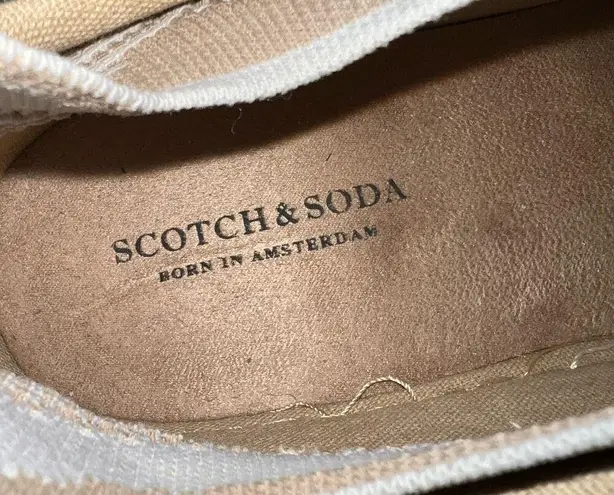 SCOTCH & SODA
BORN IN AMSTERDAM